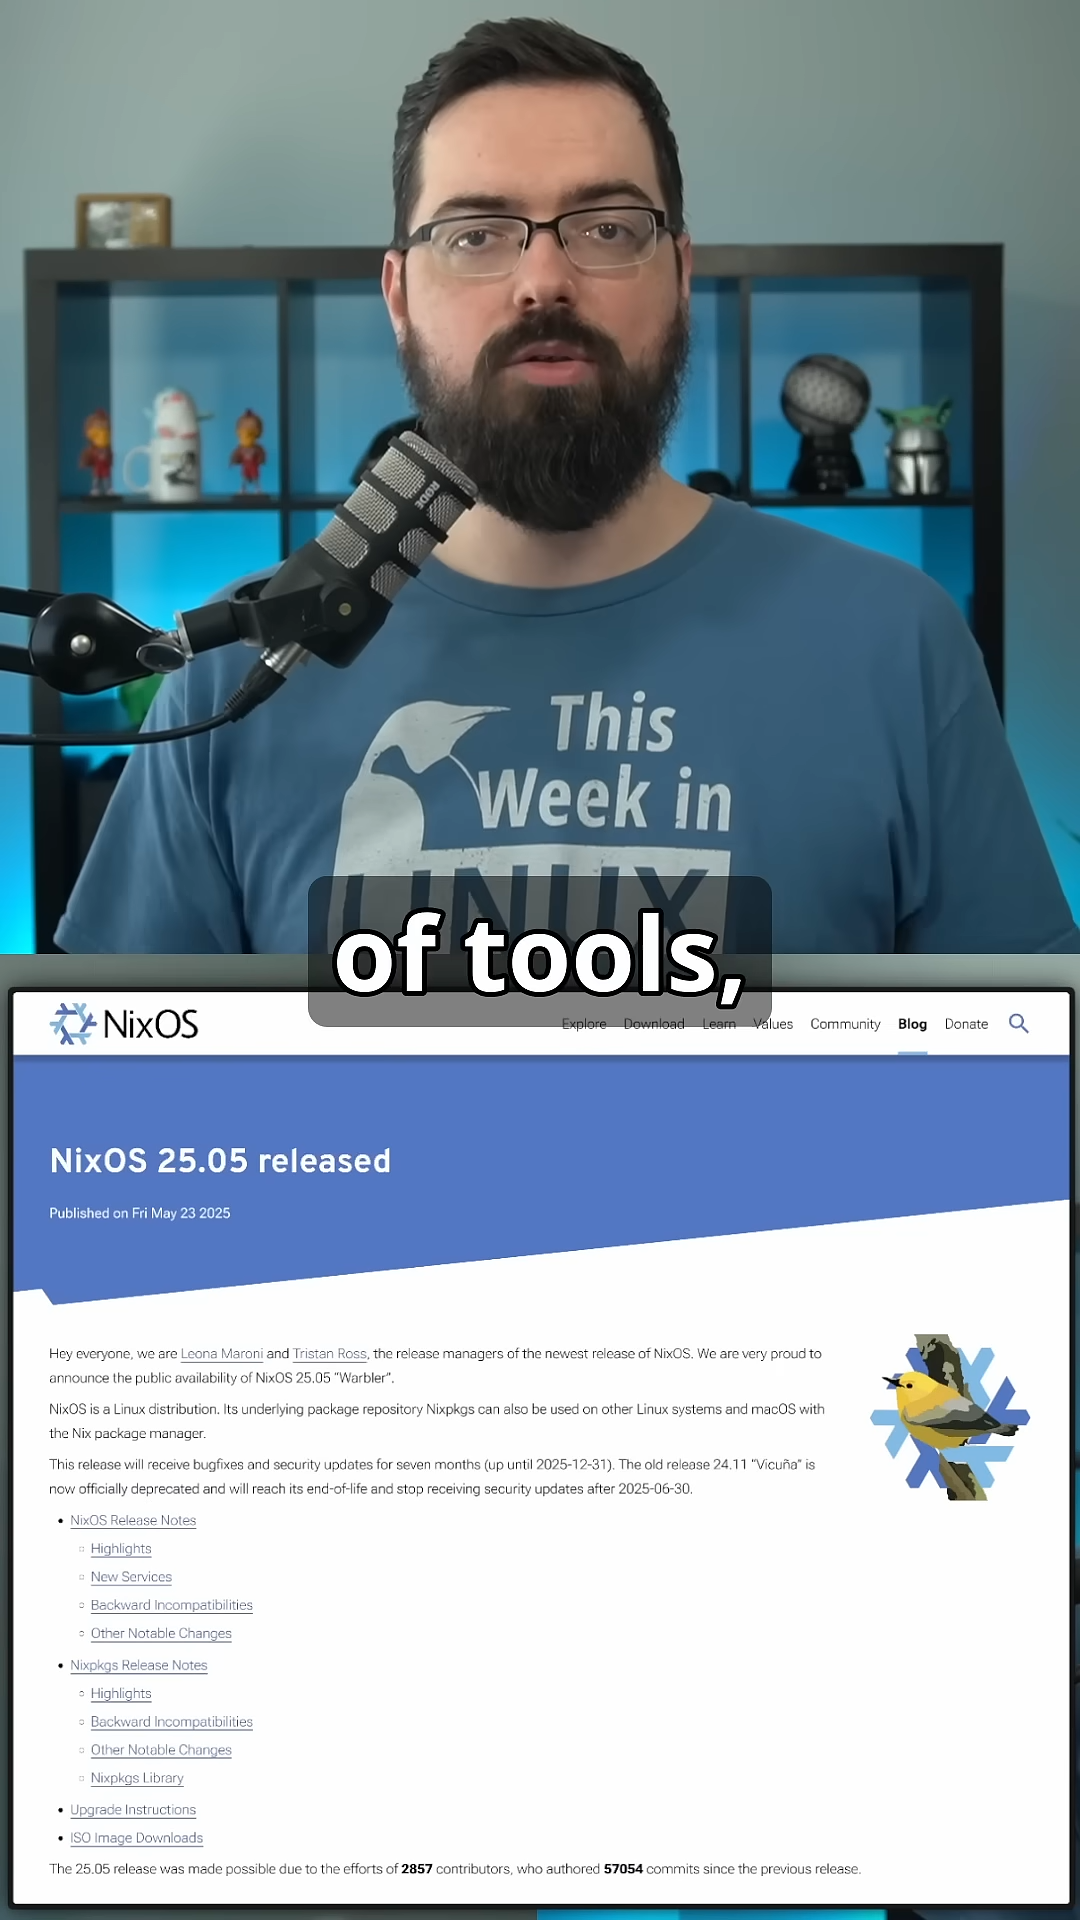 RØDE
This
Week in
LINUX
of tools,
NixOS
Explore Download Learn Values Community Blog Donate
NixOS 25.05 released
Published on Fri May 23 2025
Hey everyone, we are Leona Maroni and Tristan Ross, the release managers of the newest release of NixOS. We are very proud to
announce the public availability of NixOS 25.05 “Warbler”.
NixOS is a Linux distribution. Its underlying package repository Nixpkgs can also be used on other Linux systems and macOS with
the Nix package manager.
This release will receive bugfixes and security updates for seven months (up until 2025-12-31). The old release 24.11 “Vicuña” is
now officially deprecated and will reach its end-of-life and stop receiving security updates after 2025-06-30.
• NixOS Release Notes
▫ Highlights
▫ New Services
▫ Backward Incompatibilities
▫ Other Notable Changes
• Nixpkgs Release Notes
▫ Highlights
▫ Backward Incompatibilities
▫ Other Notable Changes
▫ Nixpkgs Library
• Upgrade Instructions
• ISO Image Downloads
The 25.05 release was made possible due to the efforts of 2857 contributors, who authored 57054 commits since the previous release.